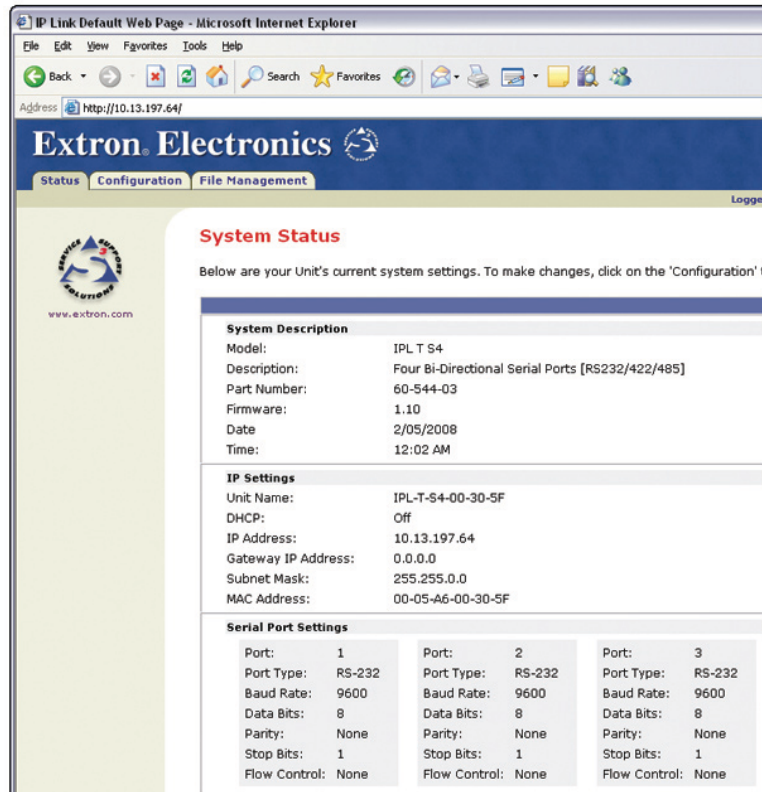 IP Link Default Web Page - Microsoft Internet Explorer
File Edit View Favorites Tools Help
Back Search Favorites
Address http://10.13.197.64/
Extron® Electronics
Status Configuration File Management
Logge
SERVICE SUPPORT SOLUTIONS
S3
www.extron.com
System Status
Below are your Unit's current system settings. To make changes, click on the 'Configuration'
System Description
Model: IPL T S4
Description: Four Bi-Directional Serial Ports [RS232/422/485]
Part Number: 60-544-03
Firmware: 1.10
Date 2/05/2008
Time: 12:02 AM
IP Settings
Unit Name: IPL-T-S4-00-30-5F
DHCP: Off
IP Address: 10.13.197.64
Gateway IP Address: 0.0.0.0
Subnet Mask: 255.255.0.0
MAC Address: 00-05-A6-00-30-5F
Serial Port Settings
Port: 1 Port: 2 Port: 3
Port Type: RS-232 Port Type: RS-232 Port Type: RS-232
Baud Rate: 9600 Baud Rate: 9600 Baud Rate: 9600
Data Bits: 8 Data Bits: 8 Data Bits: 8
Parity: None Parity: None Parity: None
Stop Bits: 1 Stop Bits: 1 Stop Bits: 1
Flow Control: None Flow Control: None Flow Control: None